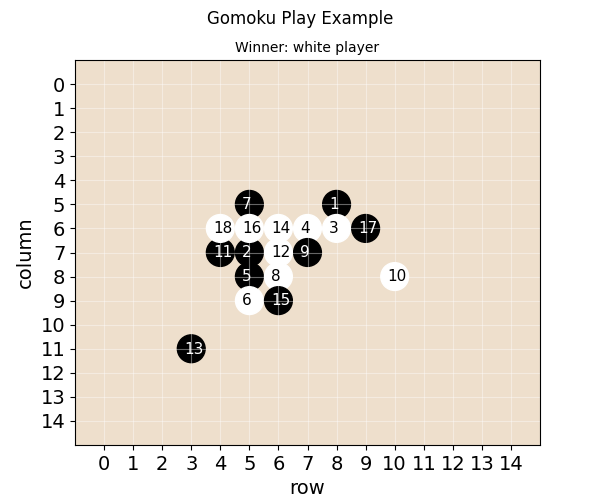 Gomoku Play Example
Winner: white player
column
0
1
2
3
4
5
6
7
8
9
10
11
12
13
14
7 1
18 16 14 4 3 17
11 2 12 9
5 8 10
6 15
13
0 1 2 3 4 5 6 7 8 9 10 11 12 13 14
row